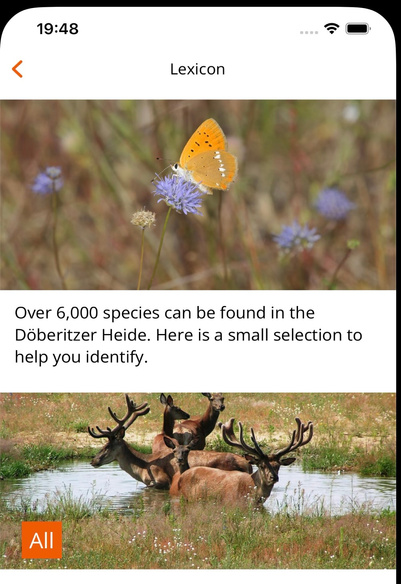 19:48
Lexicon
Over 6,000 species can be found in the
Döberitzer Heide. Here is a small selection to
help you identify.
All